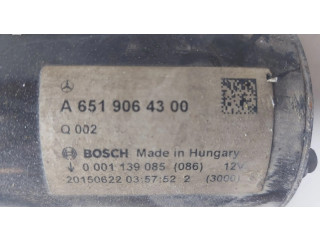 A 651 906 43 00
Q 002
BOSCH Made in Hungary
0 001 139 085 (086) 12V
20150622 03:57:52 2 (3000)